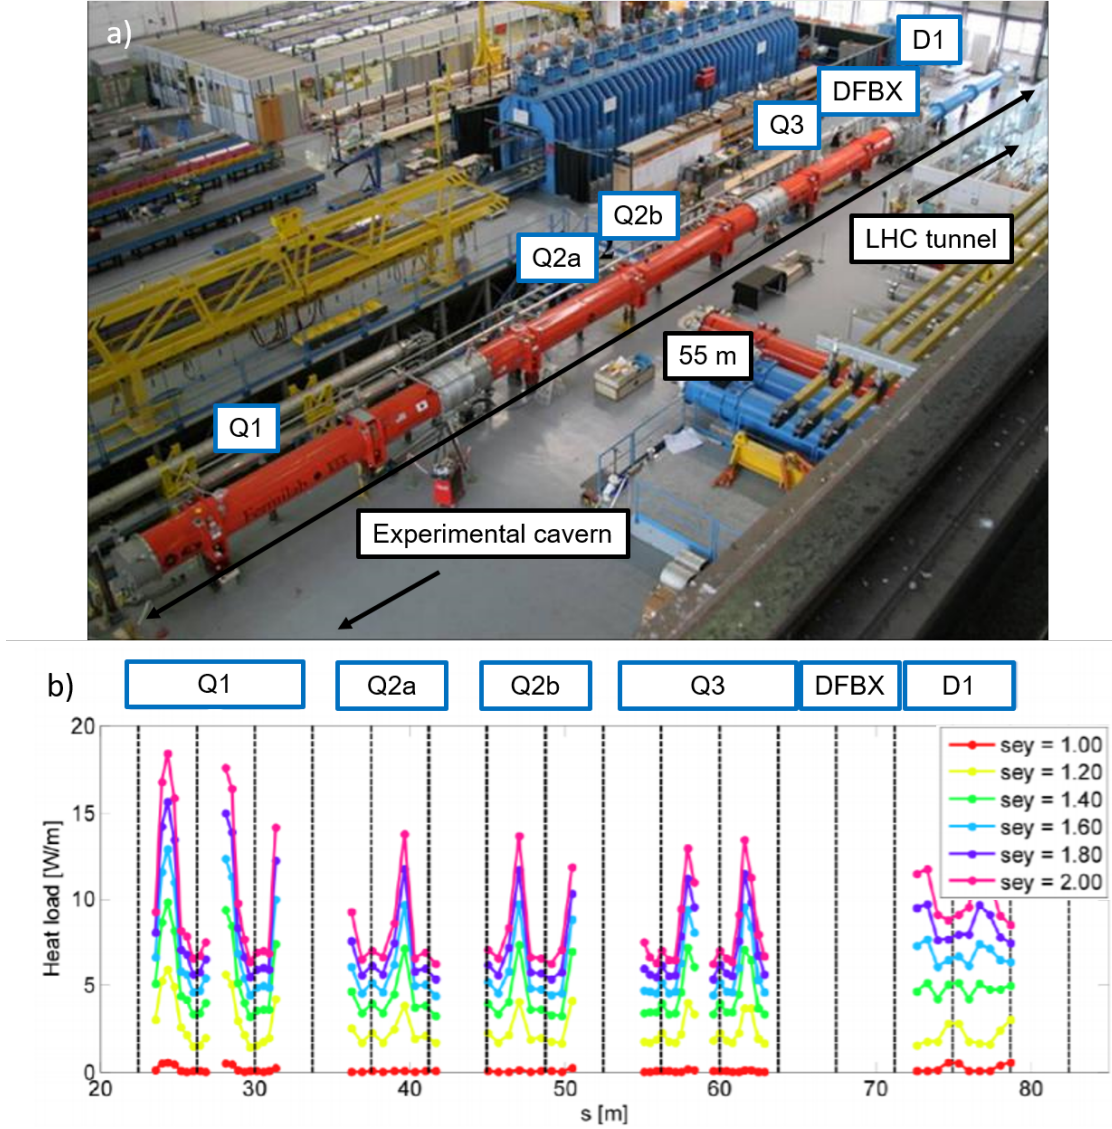 a)
D1
DFBX
Q3
Q2b
Q2a
2
LHC tunnel
55 m
Q1
Fermilab
KEK
Experimental cavern
b)
Q1
Q2a
Q2b
Q3
DFBX
D1
20
15
10
5
0
Heat load [W/m]
sey = 1.00
sey = 1.20
sey = 1.40
sey = 1.60
sey = 1.80
sey = 2.00
20
30
40
50
60
70
80
s [m]